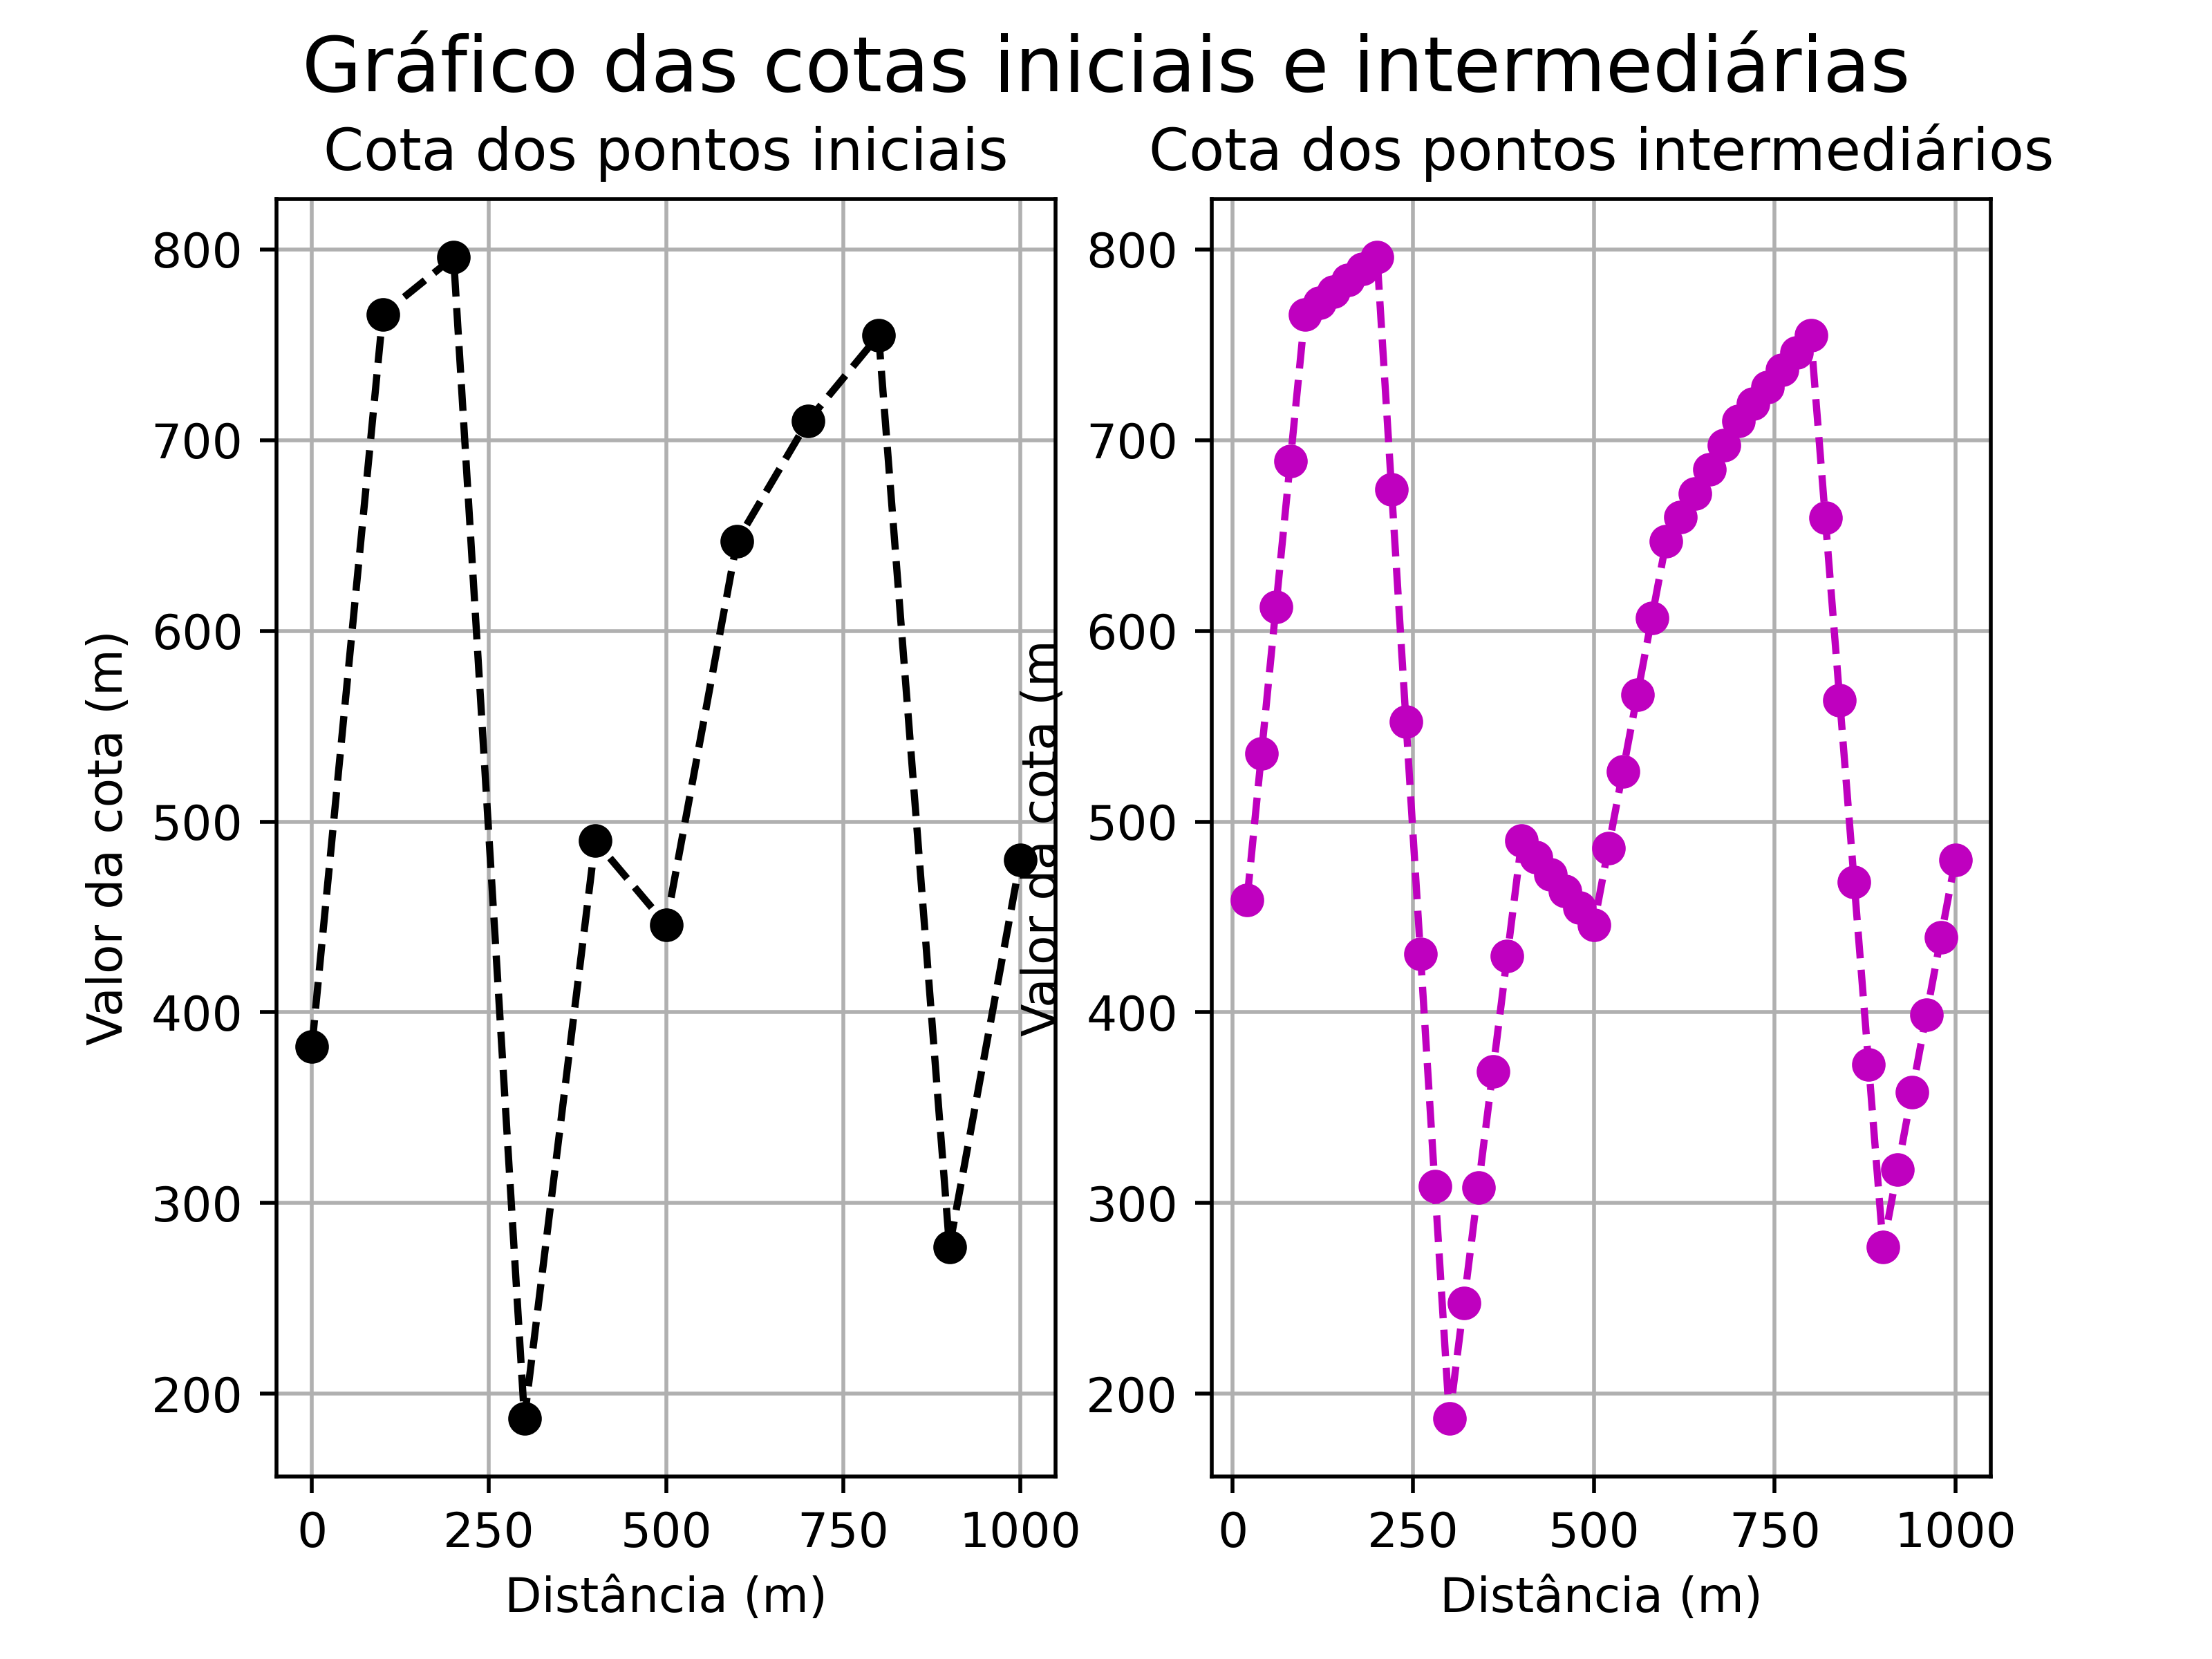 Gráfico das cotas iniciais e intermediárias
Cota dos pontos iniciais
Valor da cota (m)
800
700
600
500
400
300
200
0 250 500 750 1000
Distância (m)
Cota dos pontos intermediários
Valor da cota (m
800
700
600
500
400
300
200
0 250 500 750 1000
Distância (m)